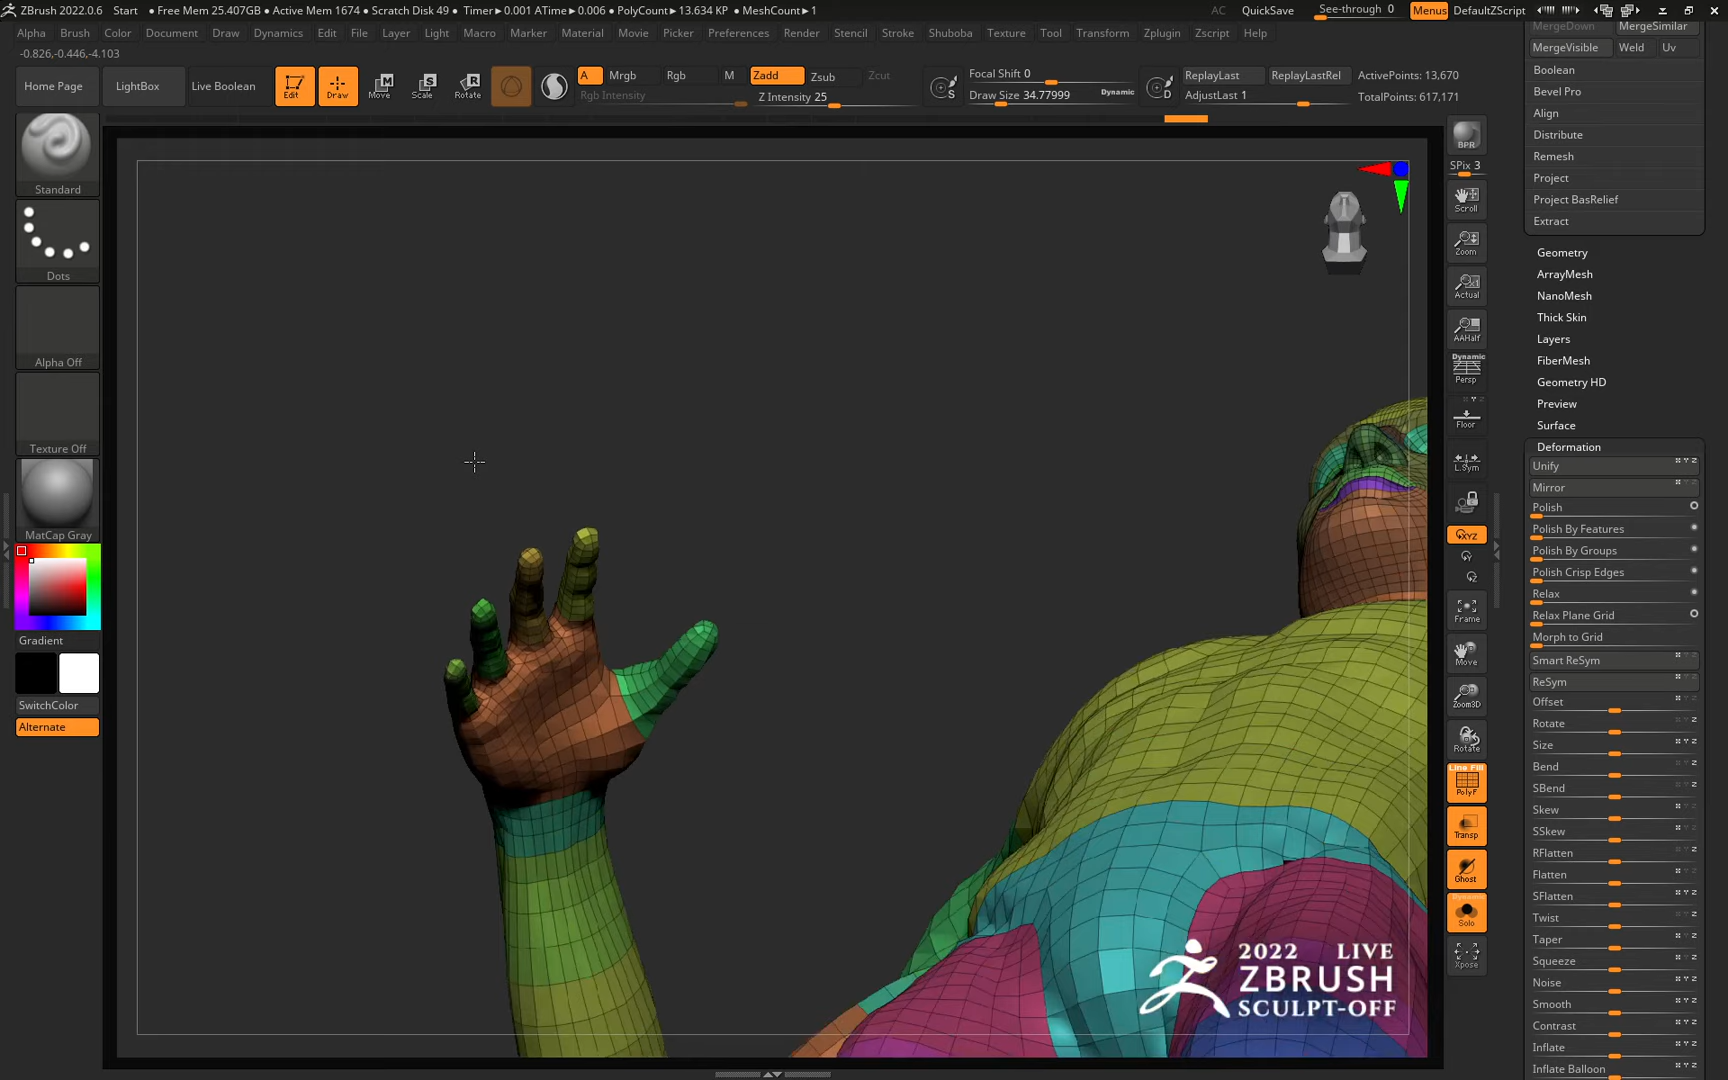 ZBrush 2022.0.6 Start • Free Mem 25.407GB • Active Mem 1674 • Scratch Disk 49 • Timer▸0.001 ATime▸0.006 • PolyCount▸13.634 KP • MeshCount▸1 AC QuickSave See-through 0 Menus DefaultZScript
Alpha Brush Color Document Draw Dynamics Edit File Layer Light Macro Marker Material Movie Picker Preferences Render Stencil Stroke Shuboba Texture Tool Transform Zplugin Zscript Help
-0.826,-0.446,-4.103
Home Page LightBox Live Boolean Edit Draw Move Scale Rotate
A Mrgb Rgb M Zadd Zsub Zcut
Rgb Intensity Z Intensity 25
Focal Shift 0
Draw Size 34.77999 Dynamic
S D
ReplayLast ReplayLastRel ActivePoints: 13,670
AdjustLast 1 TotalPoints: 617,171
Standard
Dots
Alpha Off
Texture Off
MatCap Gray
Gradient
SwitchColor
Alternate
BPR
SPix 3
Scroll
Zoom
Actual
AAHalf
Dynamic
Persp
Floor
L.Sym
XYZ
Frame
Move
Zoom3D
Rotate
Line Fill
PolyF
Transp
Ghost
Dynamic
Solo
Xpose
MergeDown MergeSimilar
MergeVisible Weld Uv
Boolean
Bevel Pro
Align
Distribute
Remesh
Project
Project BasRelief
Extract
Geometry
ArrayMesh
NanoMesh
Thick Skin
Layers
FiberMesh
Geometry HD
Preview
Surface
Deformation
Unify
Mirror
Polish
Polish By Features
Polish By Groups
Polish Crisp Edges
Relax
Relax Plane Grid
Morph to Grid
Smart ReSym
ReSym
Offset
Rotate
Size
Bend
SBend
Skew
SSkew
RFlatten
Flatten
SFlatten
Twist
Taper
Squeeze
Noise
Smooth
Contrast
Inflate
Inflate Balloon
2022 LIVE
ZBRUSH
SCULPT-OFF